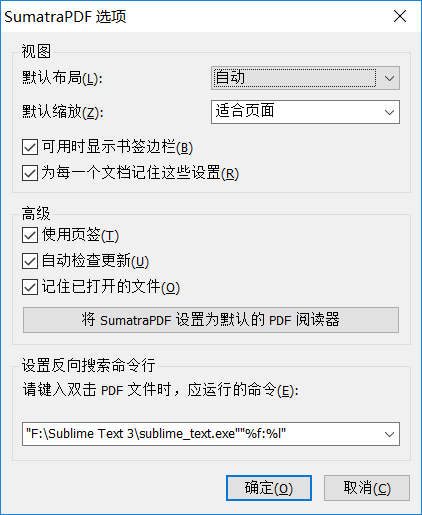 SumatraPDF 选项
视图
默认布局(L): 自动
默认缩放(Z): 适合页面
可用时显示书签边栏(B)
为每一个文档记住这些设置(R)
高级
使用页签(T)
自动检查更新(U)
记住已打开的文件(O)
将 SumatraPDF 设置为默认的 PDF 阅读器
设置反向搜索命令行
请键入双击 PDF 文件时，应运行的命令(E):
"F:\Sublime Text 3\sublime_text.exe""%f:%l"
确定(O) 取消(C)